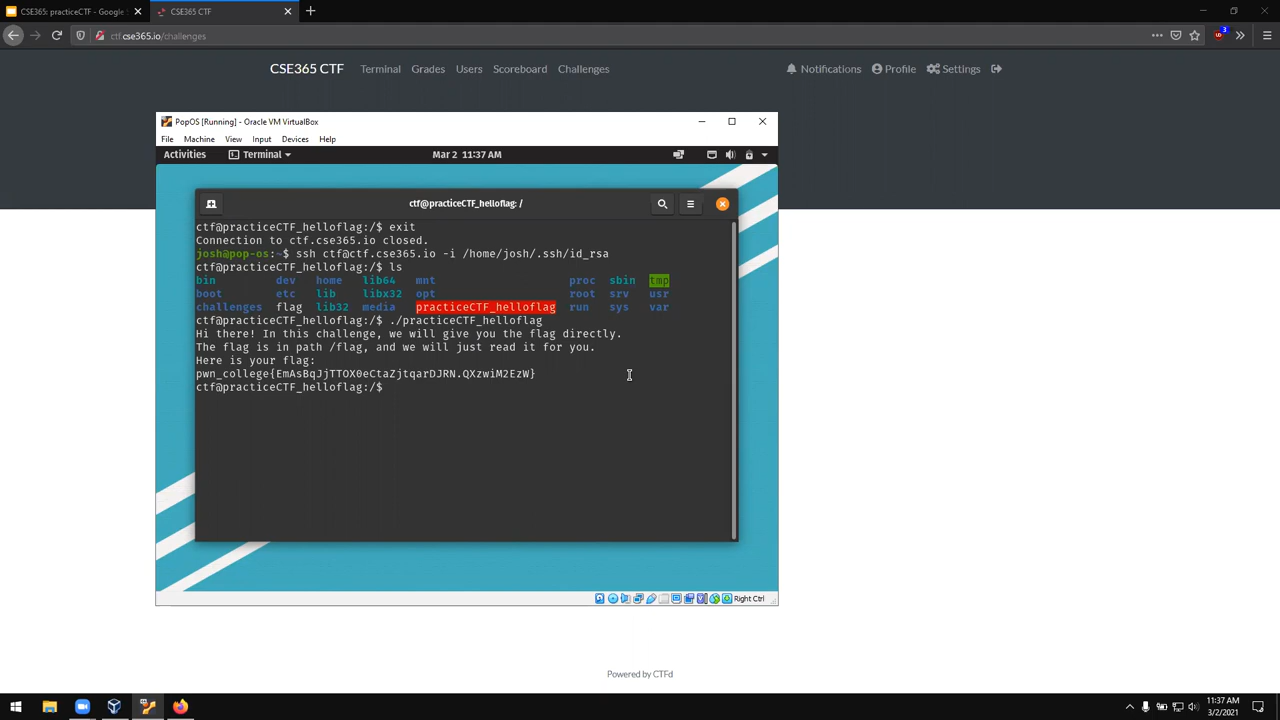 CSE365: practiceCTF - Google
CSE365 CTF
ctf.cse365.io/challenges
3
CSE365 CTF Terminal Grades Users Scoreboard Challenges Notifications Profile Settings
PopOS [Running] - Oracle VM VirtualBox
File Machine View Input Devices Help
Activities Terminal Mar 2 11:37 AM
ctf@practiceCTF_helloflag: /
ctf@practiceCTF_helloflag:/$ exit
Connection to ctf.cse365.io closed.
josh@pop-os:~$ ssh ctf@ctf.cse365.io -i /home/josh/.ssh/id_rsa
ctf@practiceCTF_helloflag:/$ ls
bin dev home lib64 mnt proc sbin tmp
boot etc lib libx32 opt root srv usr
challenges flag lib32 media practiceCTF_helloflag run sys var
ctf@practiceCTF_helloflag:/$ ./practiceCTF_helloflag
Hi there! In this challenge, we will give you the flag directly.
The flag is in path /flag, and we will just read it for you.
Here is your flag:
pwn_college{EmAsBqJjTTOX0eCtaZjtqarDJRN.QXzwiM2EzW}
ctf@practiceCTF_helloflag:/$
Right Ctrl
Powered by CTFd
11:37 AM
3/2/2021